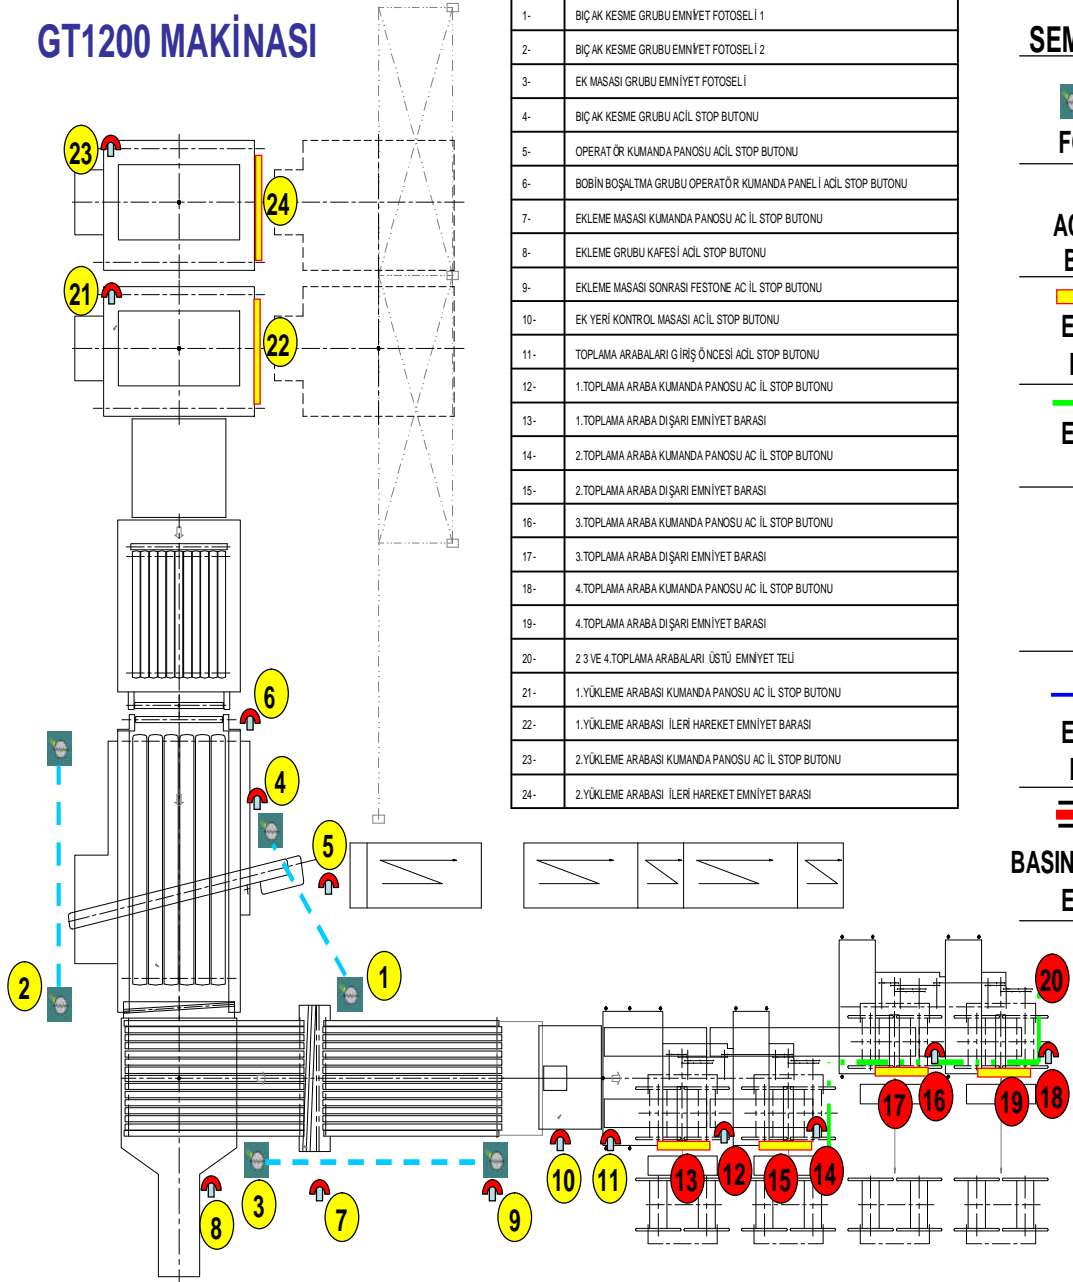 GT1200 MAKİNASI
1- BIÇAK KESME GRUBU EMNİYET FOTOSELİ 1
2- BIÇAK KESME GRUBU EMNİYET FOTOSELİ 2
3- EK MASASI GRUBU EMNİYET FOTOSELİ
4- BIÇAK KESME GRUBU ACİL STOP BUTONU
5- OPERATÖR KUMANDA PANOSU ACİL STOP BUTONU
6- BOBİN BOŞALTMA GRUBU OPERATÖR KUMANDA PANELİ ACİL STOP BUTONU
7- EKLEME MASASI KUMANDA PANOSU ACİL STOP BUTONU
8- EKLEME GRUBU KAFESİ ACİL STOP BUTONU
9- EKLEME MASASI SONRASI FESTONE ACİL STOP BUTONU
10- EK YERİ KONTROL MASASI ACİL STOP BUTONU
11- TOPLAMA ARABALARI GİRİŞ ÖNCESİ ACİL STOP BUTONU
12- 1.TOPLAMA ARABA KUMANDA PANOSU ACİL STOP BUTONU
13- 1.TOPLAMA ARABA DIŞARI EMNİYET BARASI
14- 2.TOPLAMA ARABA KUMANDA PANOSU ACİL STOP BUTONU
15- 2.TOPLAMA ARABA DIŞARI EMNİYET BARASI
16- 3.TOPLAMA ARABA KUMANDA PANOSU ACİL STOP BUTONU
17- 3.TOPLAMA ARABA DIŞARI EMNİYET BARASI
18- 4.TOPLAMA ARABA KUMANDA PANOSU ACİL STOP BUTONU
19- 4.TOPLAMA ARABA DIŞARI EMNİYET BARASI
20- 2 3 VE 4.TOPLAMA ARABALARI ÜSTÜ EMNİYET TELİ
21- 1.YÜKLEME ARABASI KUMANDA PANOSU ACİL STOP BUTONU
22- 1.YÜKLEME ARABASI İLERİ HAREKET EMNİYET BARASI
23- 2.YÜKLEME ARABASI KUMANDA PANOSU ACİL STOP BUTONU
24- 2.YÜKLEME ARABASI İLERİ HAREKET EMNİYET BARASI
SEM
BASIN
23
24
21
22
6
4
5
2
1
20
17
16
19
18
10
11
13
12
15
14
3
8
7
9